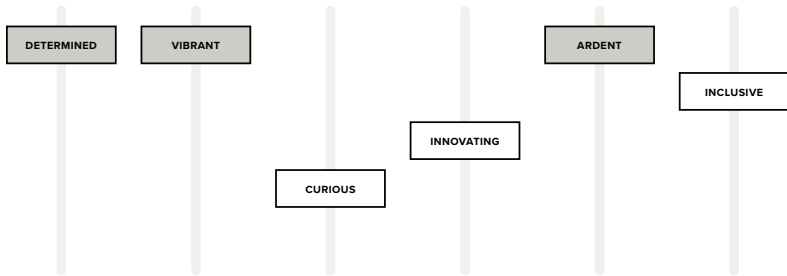 DETERMINED
VIBRANT
ARDENT
INCLUSIVE
INNOVATING
CURIOUS